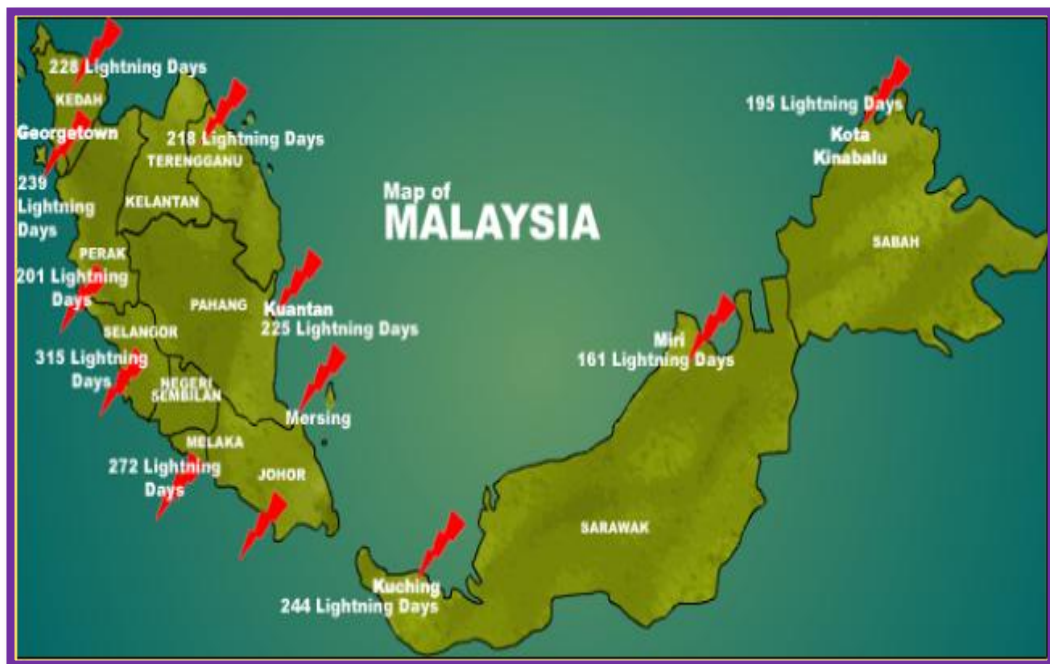 228 Lightning Days
KEDAH
Georgetown
239
Lightning
Days
218 Lightning Days
TERENGGANU
KELANTAN
PERAK
201 Lightning
Days
PAHANG
Kuantan
225 Lightning Days
SELANGOR
315 Lightning
Days
NEGERI
SEMBILAN
Mersing
MELAKA
272 Lightning
Days
JOHOR
Map of
MALAYSIA
195 Lightning Days
Kota
Kinabalu
SABAH
Miri
161 Lightning Days
SARAWAK
Kuching
244 Lightning Days